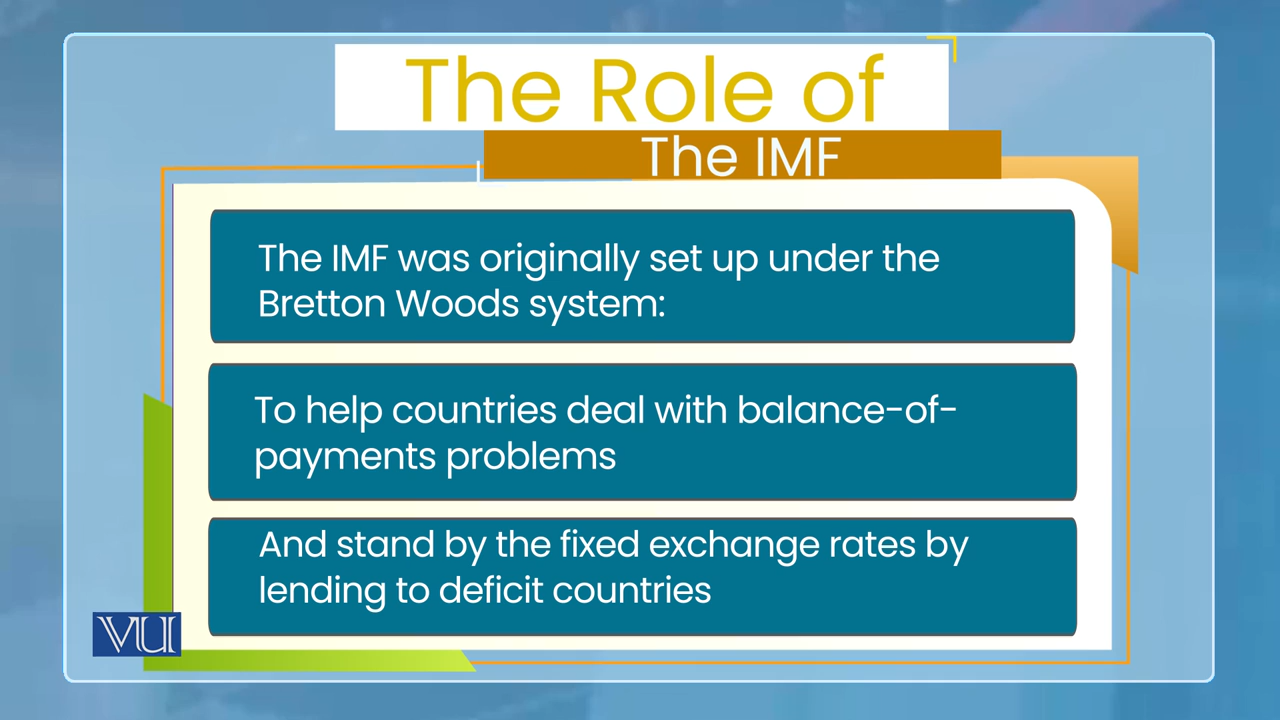 The Role of
The IMF
The IMF was originally set up under the
Bretton Woods system:
To help countries deal with balance-of-
payments problems
And stand by the fixed exchange rates by
lending to deficit countries
VU